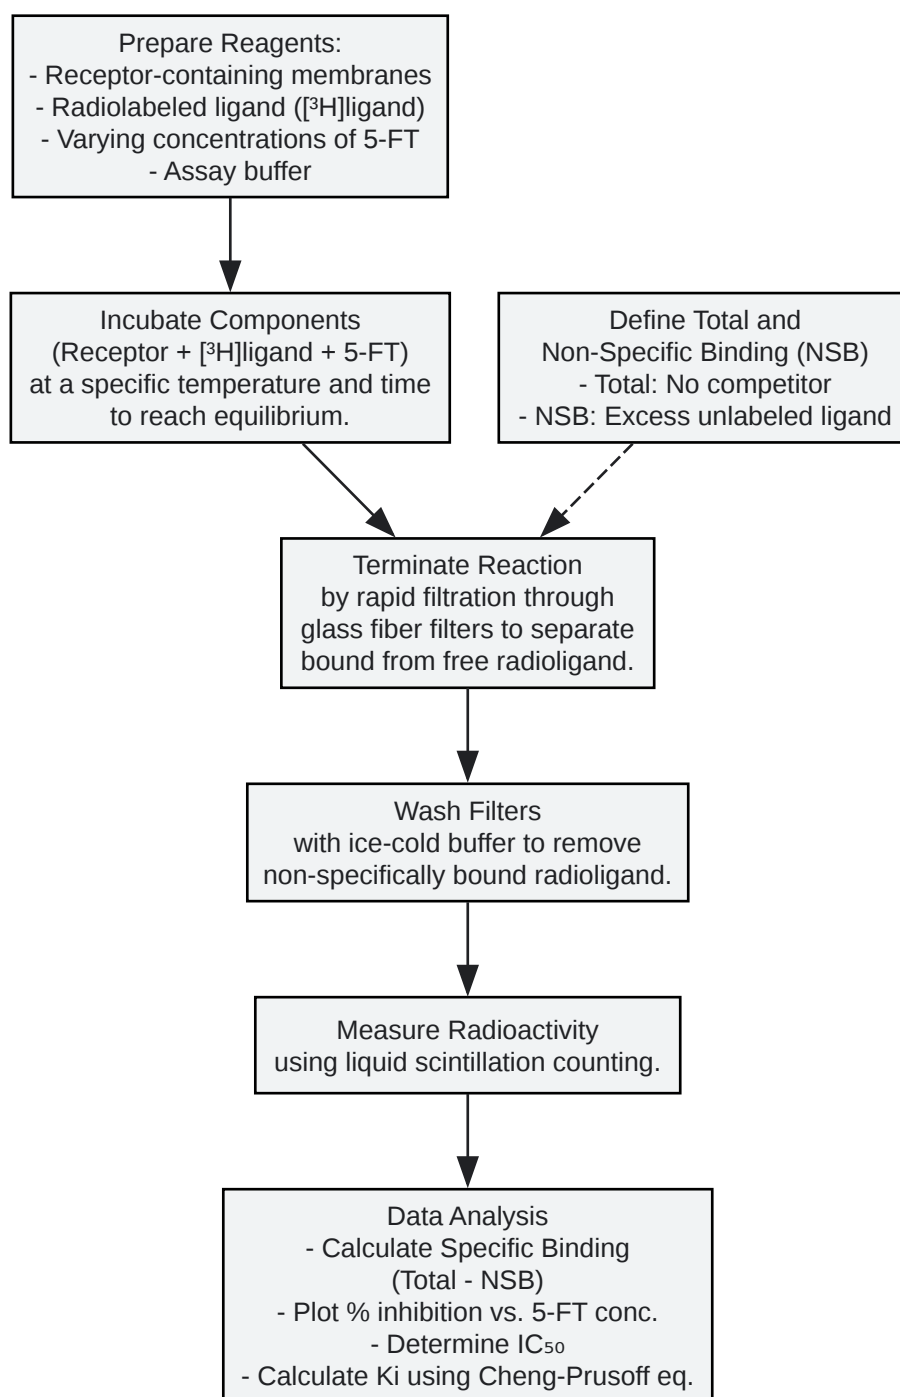 Prepare Reagents:
- Receptor-containing membranes
- Radiolabeled ligand ([³H]ligand)
- Varying concentrations of 5-FT
- Assay buffer
Incubate Components
(Receptor + [³H]ligand + 5-FT)
at a specific temperature and time
to reach equilibrium.
Define Total and
Non-Specific Binding (NSB)
- Total: No competitor
- NSB: Excess unlabeled ligand
Terminate Reaction
by rapid filtration through
glass fiber filters to separate
bound from free radioligand.
Wash Filters
with ice-cold buffer to remove
non-specifically bound radioligand.
Measure Radioactivity
using liquid scintillation counting.
Data Analysis
- Calculate Specific Binding
(Total - NSB)
- Plot % inhibition vs. 5-FT conc.
- Determine IC₅₀
- Calculate Ki using Cheng-Prusoff eq.